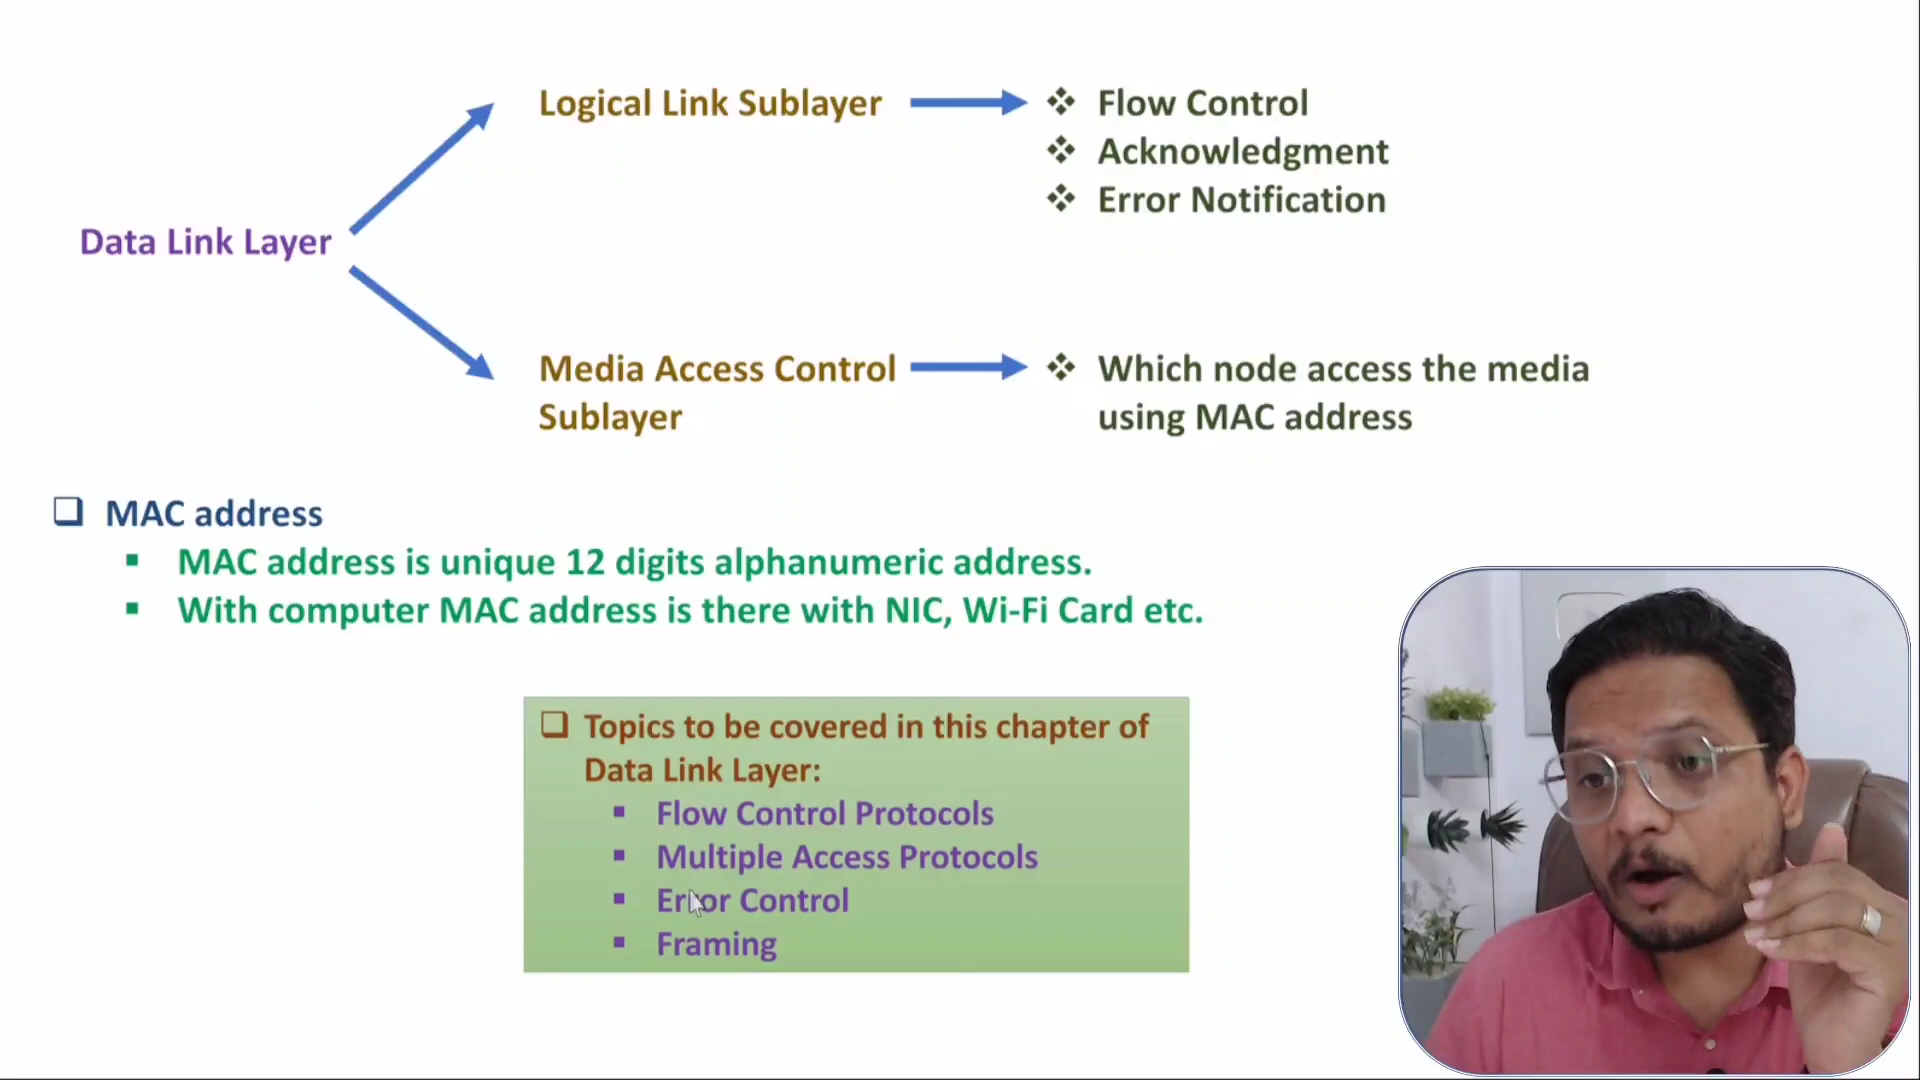 Data Link Layer
Logical Link Sublayer
❖ Flow Control
❖ Acknowledgment
❖ Error Notification
Media Access Control
Sublayer
❖ Which node access the media
using MAC address
❑ MAC address
▪ MAC address is unique 12 digits alphanumeric address.
▪ With computer MAC address is there with NIC, Wi-Fi Card etc.
❑ Topics to be covered in this chapter of
Data Link Layer:
▪ Flow Control Protocols
▪ Multiple Access Protocols
▪ Error Control
▪ Framing